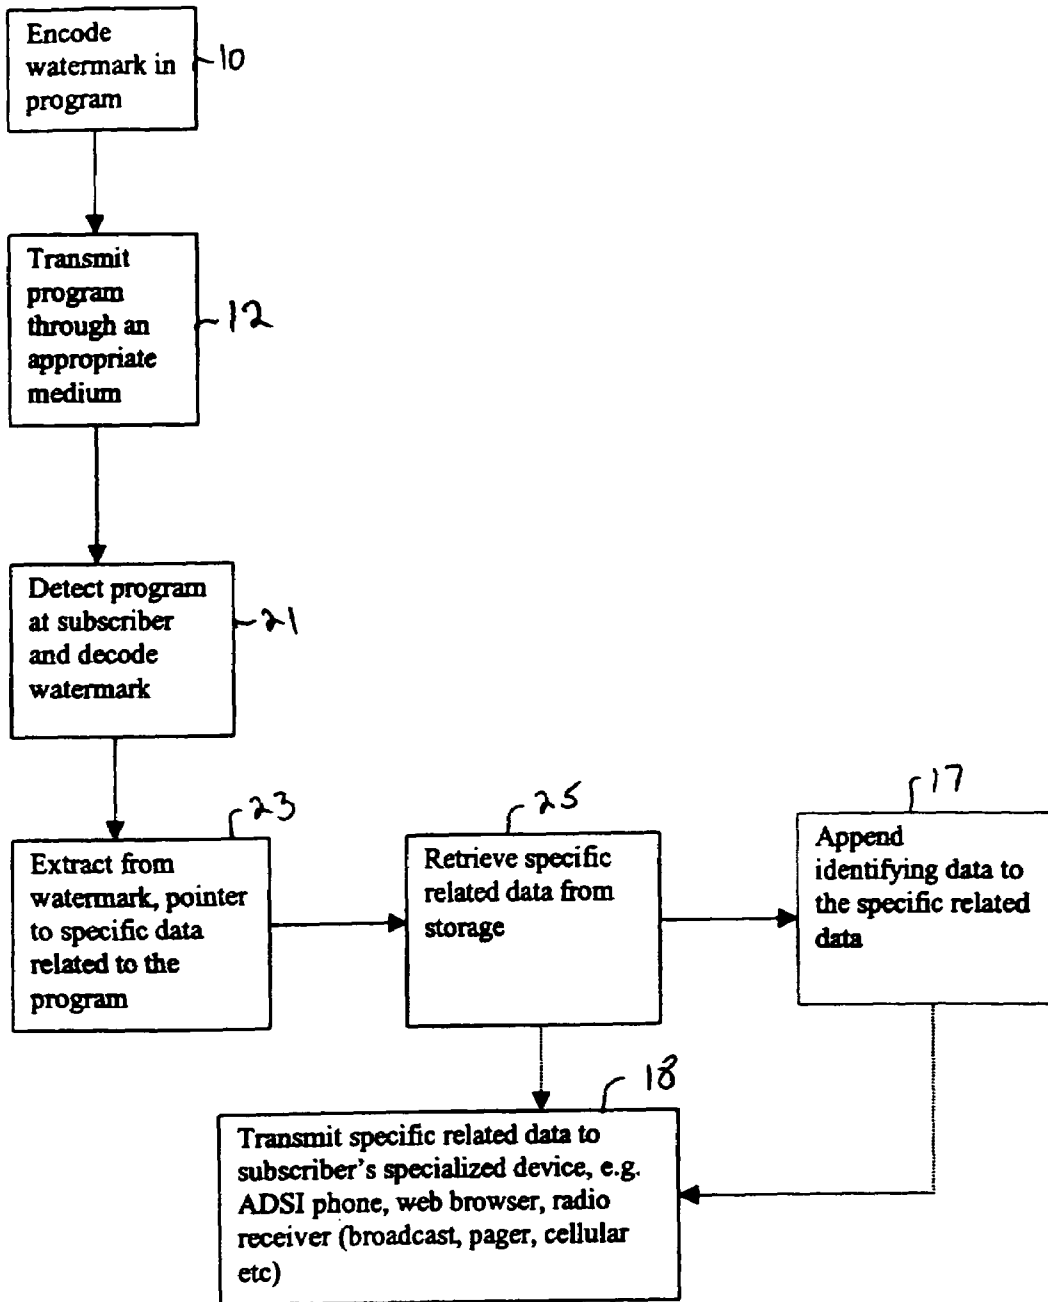 Encode
watermark in
program
10
Transmit
program
through an
appropriate
medium
12
Detect program
at subscriber
and decode
watermark
21
23
Extract from
watermark, pointer
to specific data
related to the
program
25
Retrieve specific
related data from
storage
17
Append
identifying data to
the specific related
data
18
Transmit specific related data to
subscriber's specialized device, e.g.
ADSI phone, web browser, radio
receiver (broadcast, pager, cellular
etc)